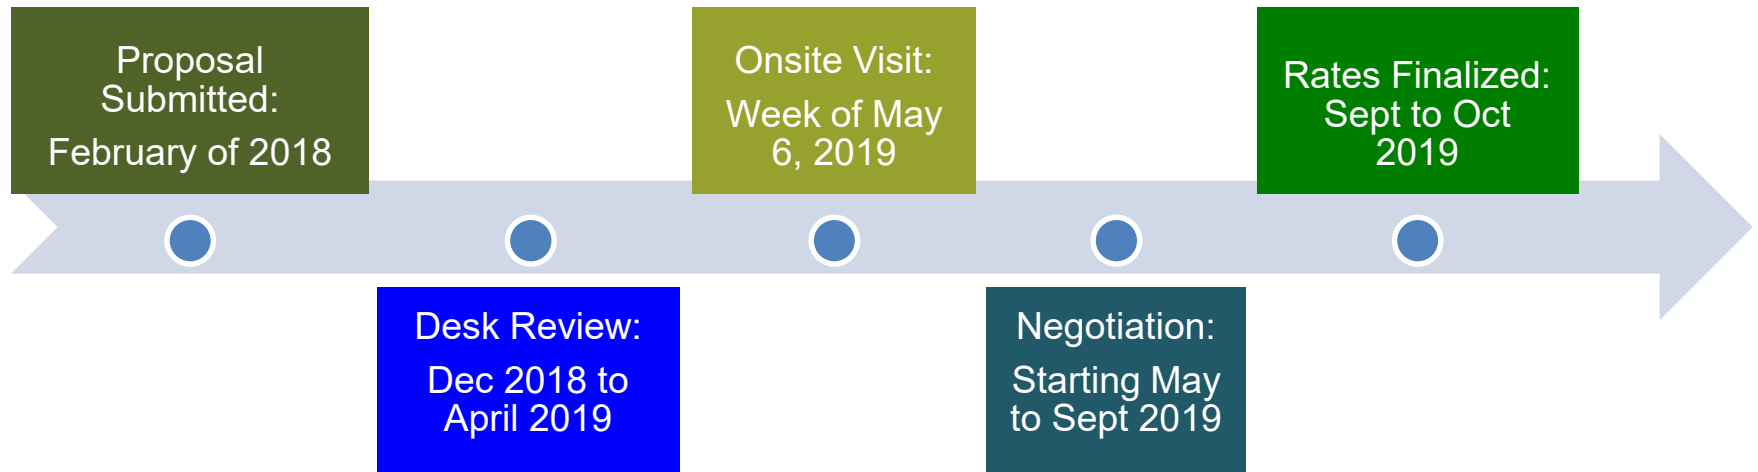 Proposal
Submitted:
February of 2018
Desk Review:
Dec 2018 to
April 2019
Onsite Visit:
Week of May
6, 2019
Negotiation:
Starting May
to Sept 2019
Rates Finalized:
Sept to Oct
2019